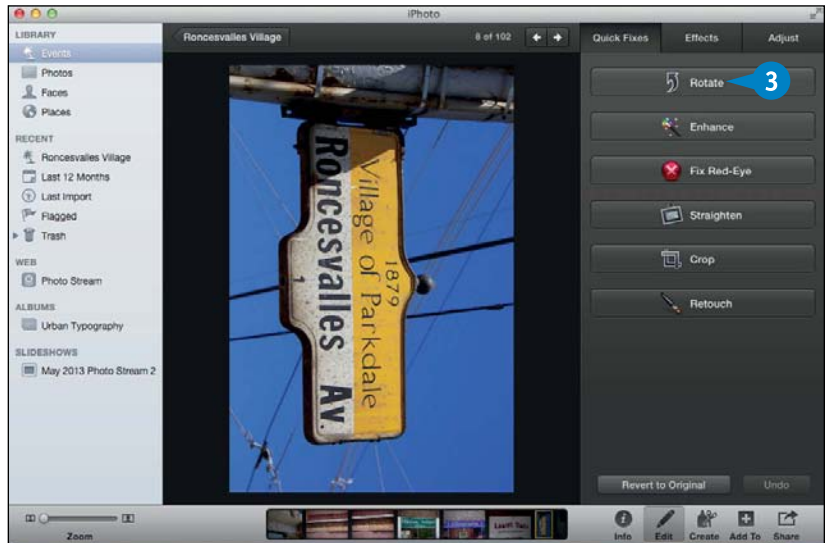 iPhoto
LIBRARY
Events
Photos
Faces
Places
RECENT
Roncesvalles Village
Last 12 Months
Last Import
Flagged
Trash
WEB
Photo Stream
ALBUMS
Urban Typography
SLIDESHOWS
May 2013 Photo Stream 2
Zoom
Roncesvalles Village
8 of 102
1879
Village of Parkdale
Roncesvalles Av.
1
Quick Fixes Effects Adjust
Rotate 3
Enhance
Fix Red-Eye
Straighten
Crop
Retouch
Revert to Original Undo
Info Edit Create Add To Share